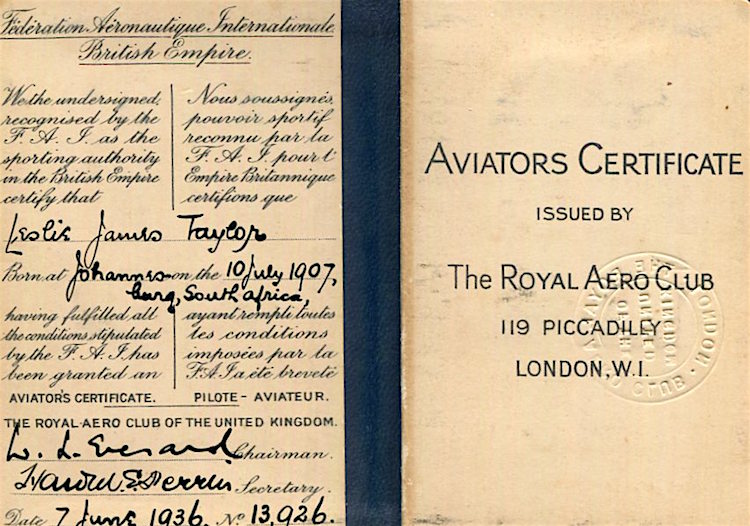 Fédération Aéronautique Internationale.
British Empire.
We the undersigned,
recognised by the
F. A. I. as the
sporting authority
in the British Empire
certify that
Nous soussignés,
pouvoir sportif
reconnu par la
F. A. I. pour l'
Empire Britannique
certifions que
Leslie James Taylor
Born at Johannes- on the 10 July 1907,
burg, South Africa,
having fulfilled all
the conditions stipulated
by the F. A. I. has
been granted an
AVIATOR'S CERTIFICATE.
ayant rempli toutes
les conditions
imposées par la
F.A.I. a été breveté
PILOTE - AVIATEUR.
THE ROYAL AERO CLUB OF THE UNITED KINGDOM.
W. L. Everard Chairman.
Harold E. Perrin Secretary.
Date 7 June 1936. No 13,926.
AVIATORS CERTIFICATE
ISSUED BY
The ROYAL AERO CLUB
119 PICCADILLY
LONDON, W.I.